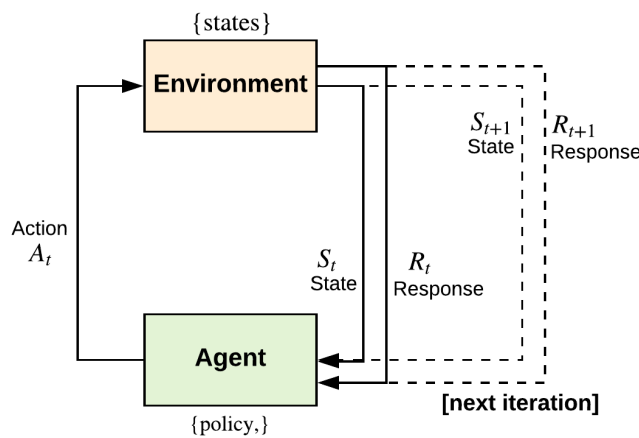 {states}
Environment
S_{t+1}
State
R_{t+1}
Response
Action
A_t
S_t
State
R_t
Response
Agent
[next iteration]
{policy,}